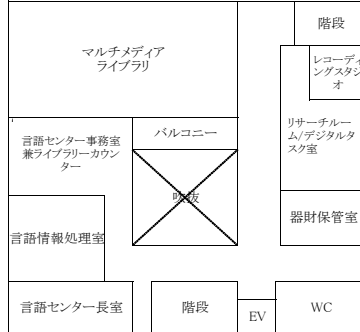 階段
マルチメディア
ライブラリ
レコーディ
ングスタジ
オ
バルコニー
リサーチルー
ム/デジタルタ
スク室
言語センター事務室
兼ライブラリーカウン
ター
吹抜
器財保管室
言語情報処理室
言語センター長室
階段
EV
WC